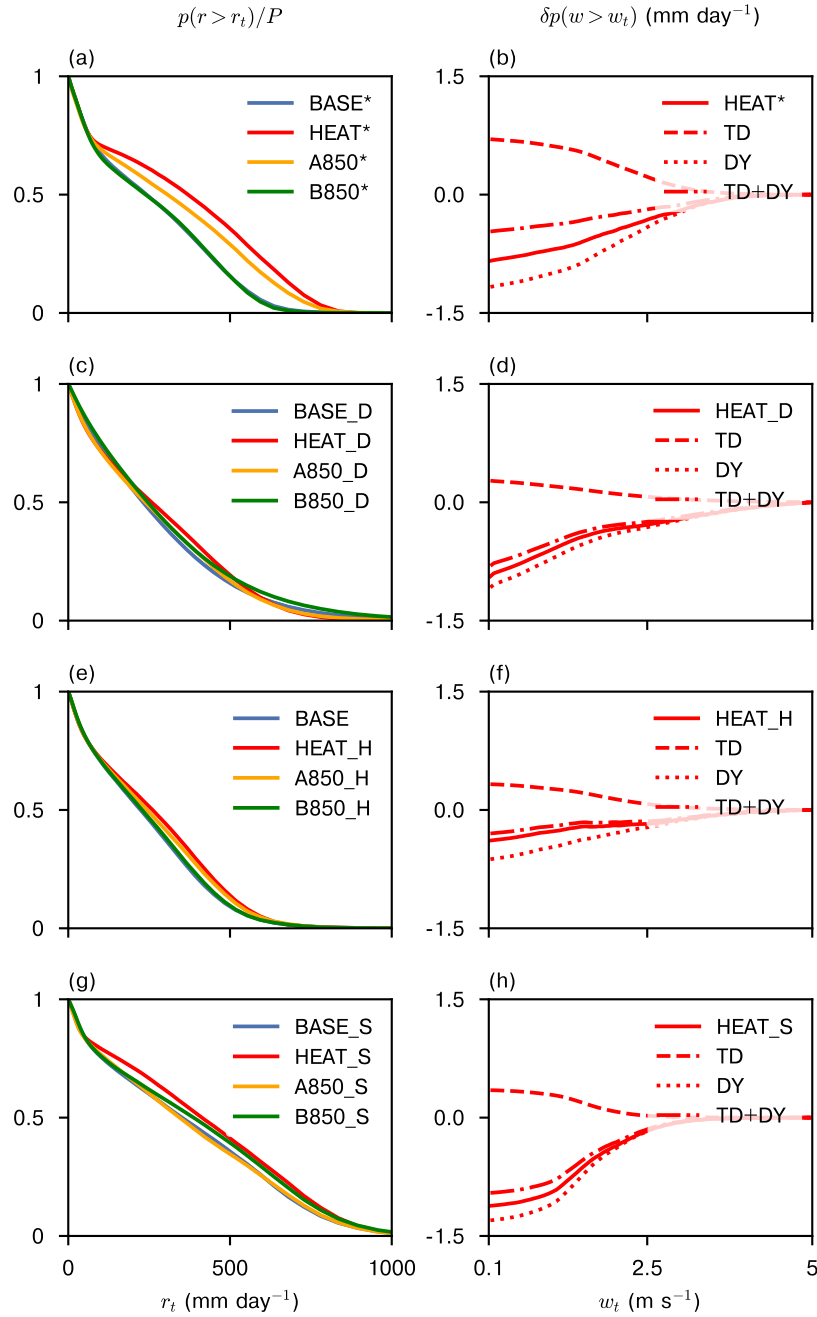 p(r > r_t)/P
δp(w > w_t) (mm day⁻¹)
(a)
1
0.5
0
BASE*
HEAT*
A850*
B850*
(b)
1.5
0.0
-1.5
HEAT*
TD
DY
TD+DY
(c)
1
0.5
0
BASE_D
HEAT_D
A850_D
B850_D
(d)
1.5
0.0
-1.5
HEAT_D
TD
DY
TD+DY
(e)
1
0.5
0
BASE
HEAT_H
A850_H
B850_H
(f)
1.5
0.0
-1.5
HEAT_H
TD
DY
TD+DY
(g)
1
0.5
0
BASE_S
HEAT_S
A850_S
B850_S
0 500 1000
r_t (mm day⁻¹)
(h)
1.5
0.0
-1.5
HEAT_S
TD
DY
TD+DY
0.1 2.5 5
w_t (m s⁻¹)